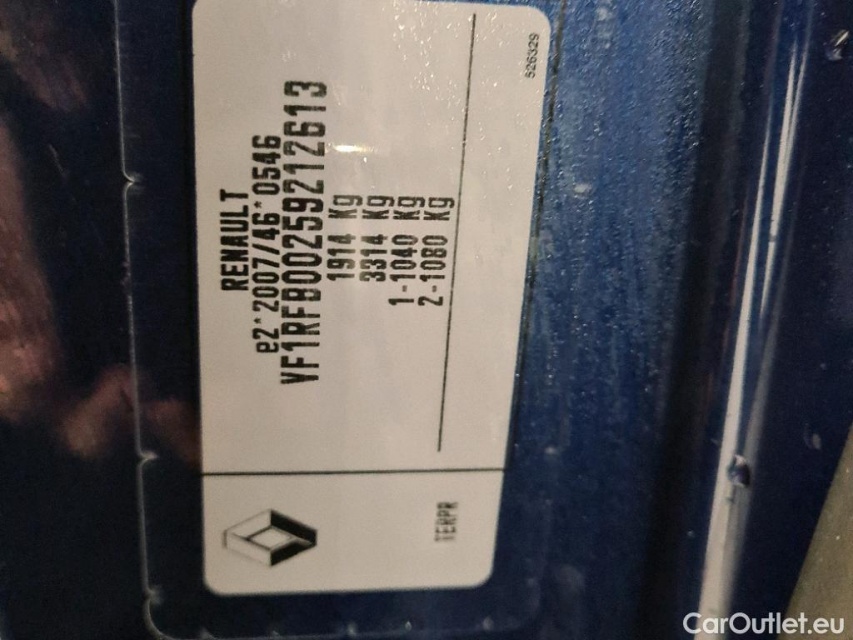 RENAULT
e2*2007/46*0546
VF1RFB00259212613
1914 Kg
3314 Kg
1-1040 Kg
2-1080 Kg
526329
TERPR
CarOutlet.eu